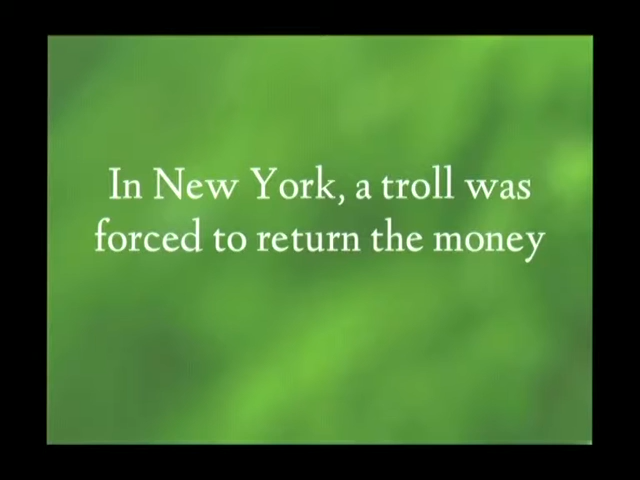 In New York, a troll was
forced to return the money